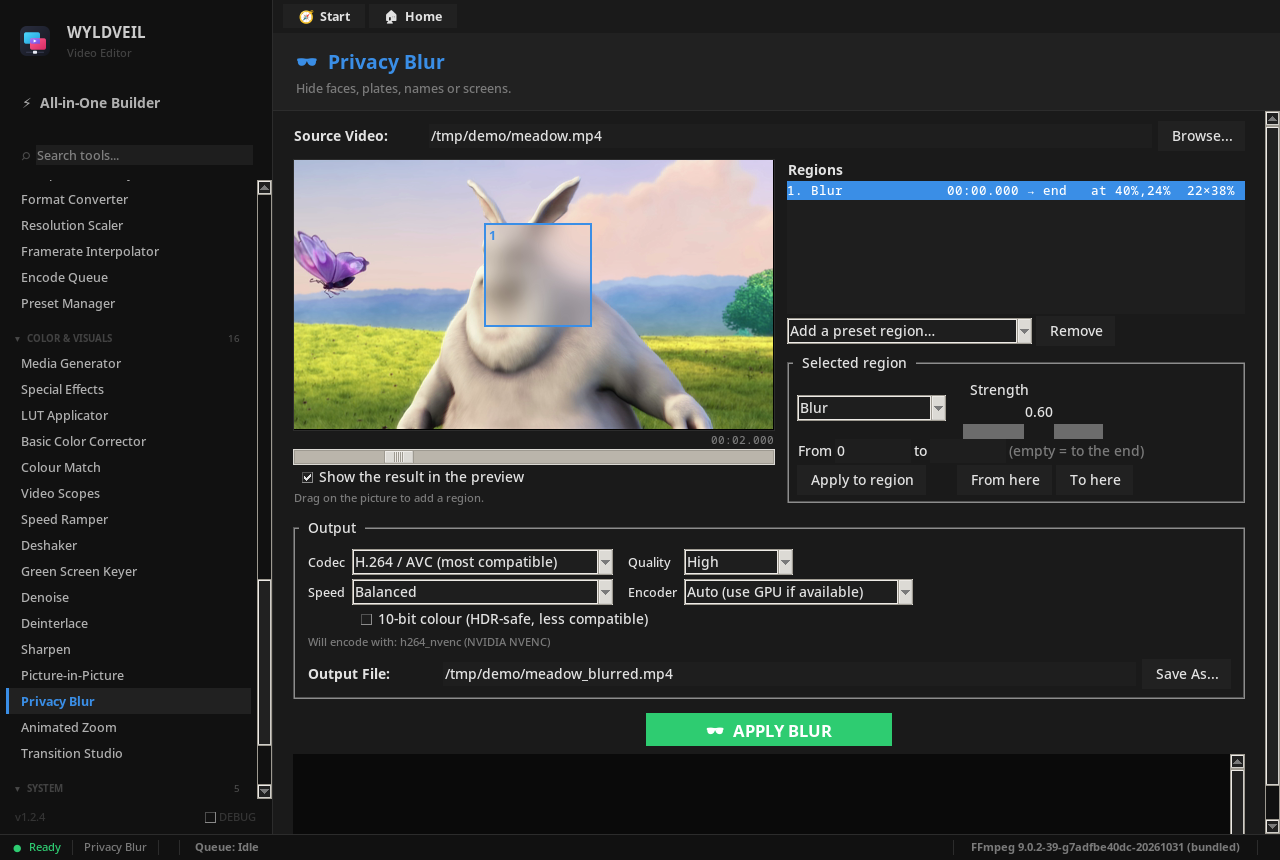 WYLDVEIL
Video Editor
⚡ All-in-One Builder
Search tools...
Format Converter
Resolution Scaler
Framerate Interpolator
Encode Queue
Preset Manager
COLOR & VISUALS 16
Media Generator
Special Effects
LUT Applicator
Basic Color Corrector
Colour Match
Video Scopes
Speed Ramper
Deshaker
Green Screen Keyer
Denoise
Deinterlace
Sharpen
Picture-in-Picture
Privacy Blur
Animated Zoom
Transition Studio
SYSTEM 5
v1.2.4 DEBUG
Start Home
Privacy Blur
Hide faces, plates, names or screens.
Source Video: /tmp/demo/meadow.mp4 Browse...
1
00:02.000
Show the result in the preview
Drag on the picture to add a region.
Regions
1. Blur 00:00.000 → end at 40%,24% 22×38%
Add a preset region... Remove
Selected region
Strength
Blur 0.60
From 0 to (empty = to the end)
Apply to region From here To here
Output
Codec H.264 / AVC (most compatible) Quality High
Speed Balanced Encoder Auto (use GPU if available)
10-bit colour (HDR-safe, less compatible)
Will encode with: h264_nvenc (NVIDIA NVENC)
Output File: /tmp/demo/meadow_blurred.mp4 Save As...
APPLY BLUR
Ready Privacy Blur Queue: Idle FFmpeg 9.0.2-39-g7adfbe40dc-20261031 (bundled)